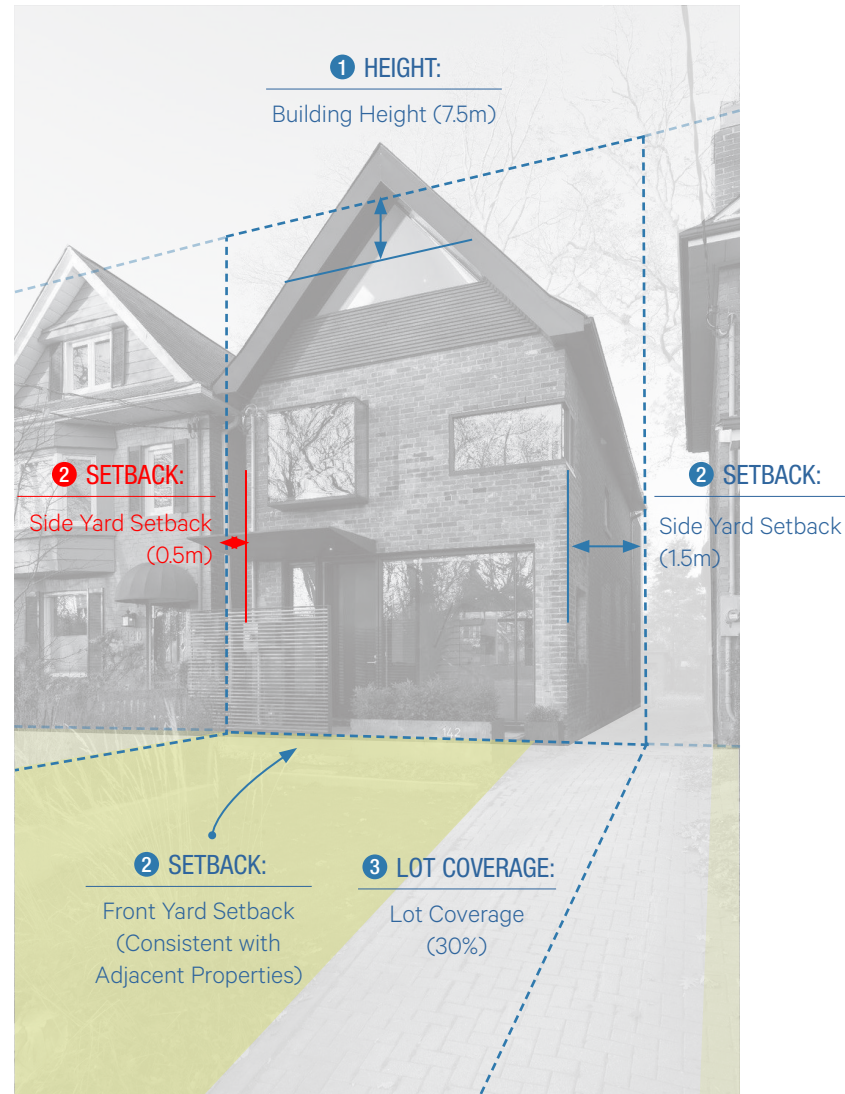 1 HEIGHT:
Building Height (7.5m)
2 SETBACK:
Side Yard Setback
(0.5m)
2 SETBACK:
Side Yard Setback
(1.5m)
142
2 SETBACK:
Front Yard Setback
(Consistent with
Adjacent Properties)
3 LOT COVERAGE:
Lot Coverage
(30%)